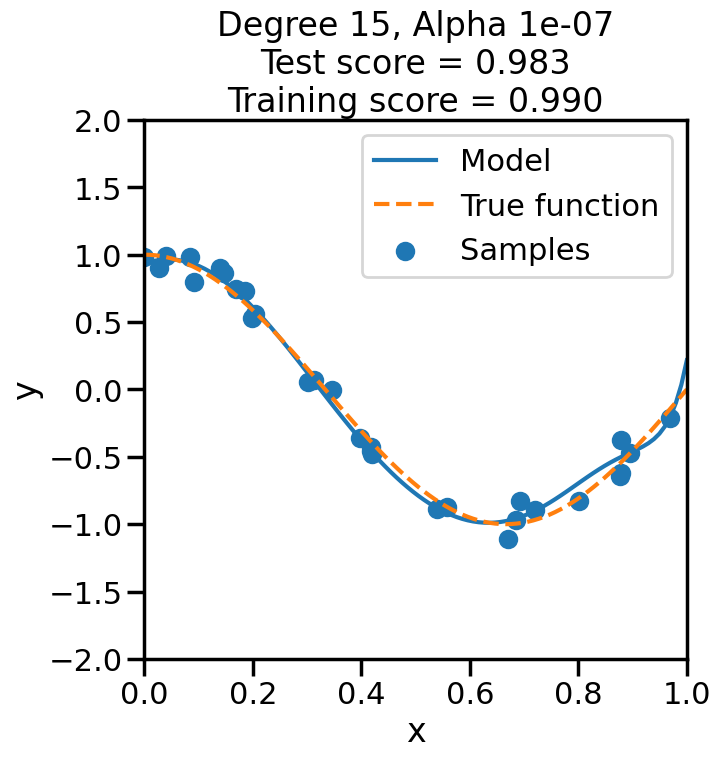 Degree 15, Alpha 1e-07
Test score = 0.983
Training score = 0.990
2.0
1.5
1.0
0.5
0.0
−0.5
−1.0
−1.5
−2.0
y
Model
True function
Samples
0.0 0.2 0.4 0.6 0.8 1.0
x